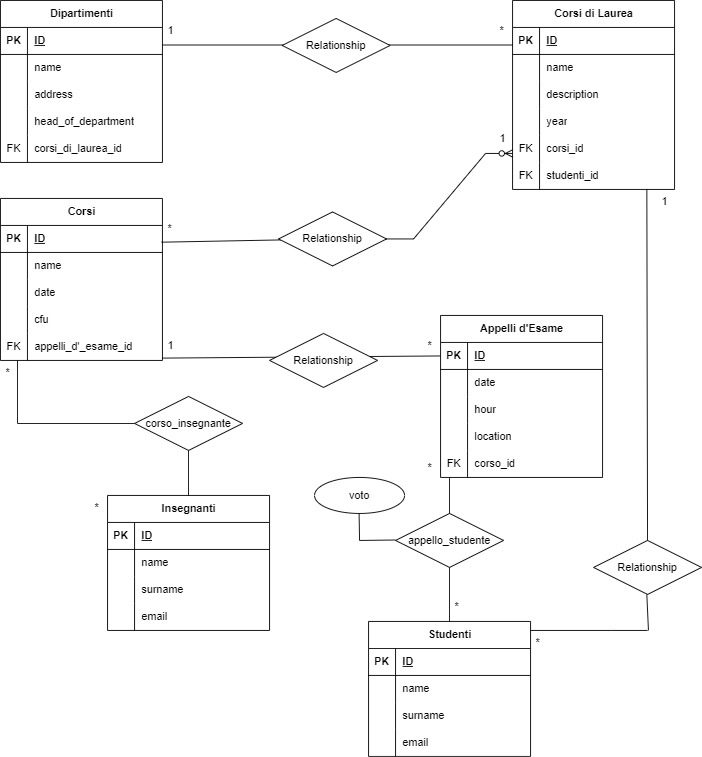 Dipartimenti
PK ID
name
address
head_of_department
FK corsi_di_laurea_id
1
Relationship
*
Corsi di Laurea
PK ID
name
description
year
FK corsi_id
FK studenti_id
1
1
Corsi
PK ID
name
date
cfu
FK appelli_d'_esame_id
*
Relationship
1
Relationship
*
Appelli d'Esame
PK ID
date
hour
location
FK corso_id
*
*
corso_insegnante
*
Insegnanti
PK ID
name
surname
email
voto
appello_studente
Relationship
*
*
Studenti
PK ID
name
surname
email